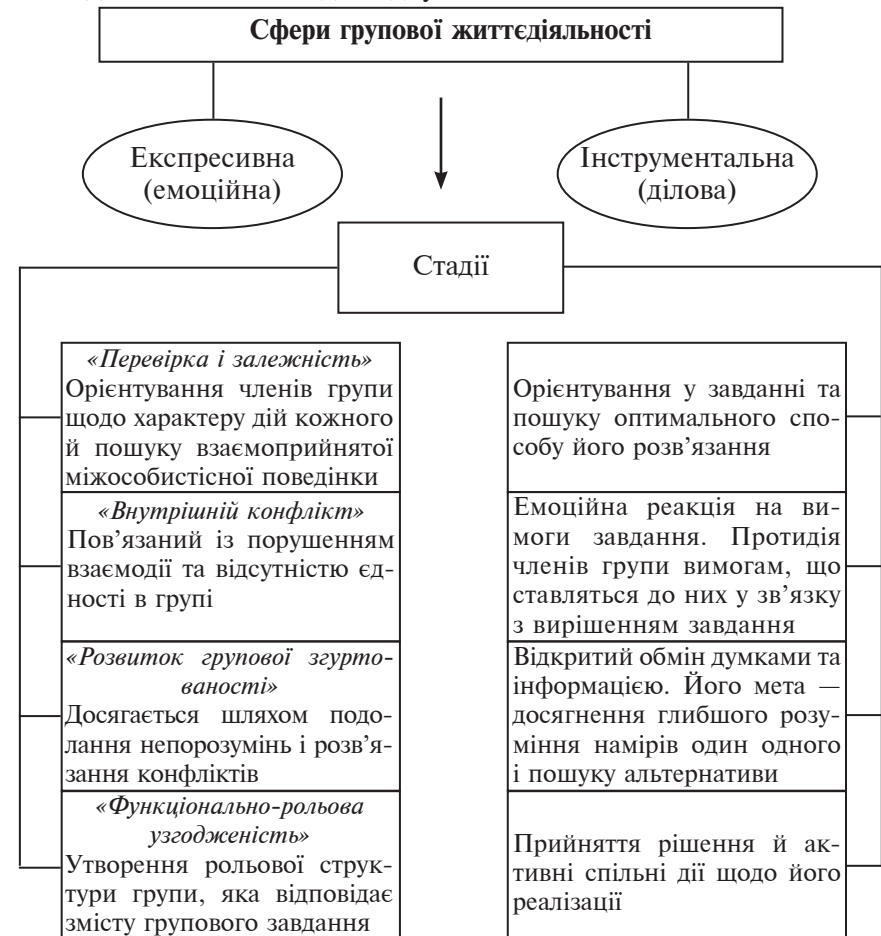 Сфери групової життєдіяльності
Експресивна
(емоційна)
Інструментальна
(ділова)
Стадії
«Перевірка і залежність»
Орієнтування членів групи
щодо характеру дій кожного
й пошуку взаємоприйнятої
міжособистісної поведінки
«Внутрішній конфлікт»
Пов’язаний із порушенням
взаємодії та відсутністю єд-
ності в групі
«Розвиток групової згурто-
ваності»
Досягається шляхом подо-
лання непорозумінь і розв’я-
зання конфліктів
«Функціонально-рольова
узгодженість»
Утворення рольової струк-
тури групи, яка відповідає
змісту групового завдання
Орієнтування у завданні та
пошуку оптимального спо-
собу його розв’язання
Емоційна реакція на ви-
моги завдання. Протидія
членів групи вимогам, що
ставляться до них у зв’язку
з вирішенням завдання
Відкритий обмін думками та
інформацією. Його мета —
досягнення глибшого розу-
міння намірів один одного
і пошуку альтернативи
Прийняття рішення й ак-
тивні спільні дії щодо його
реалізації